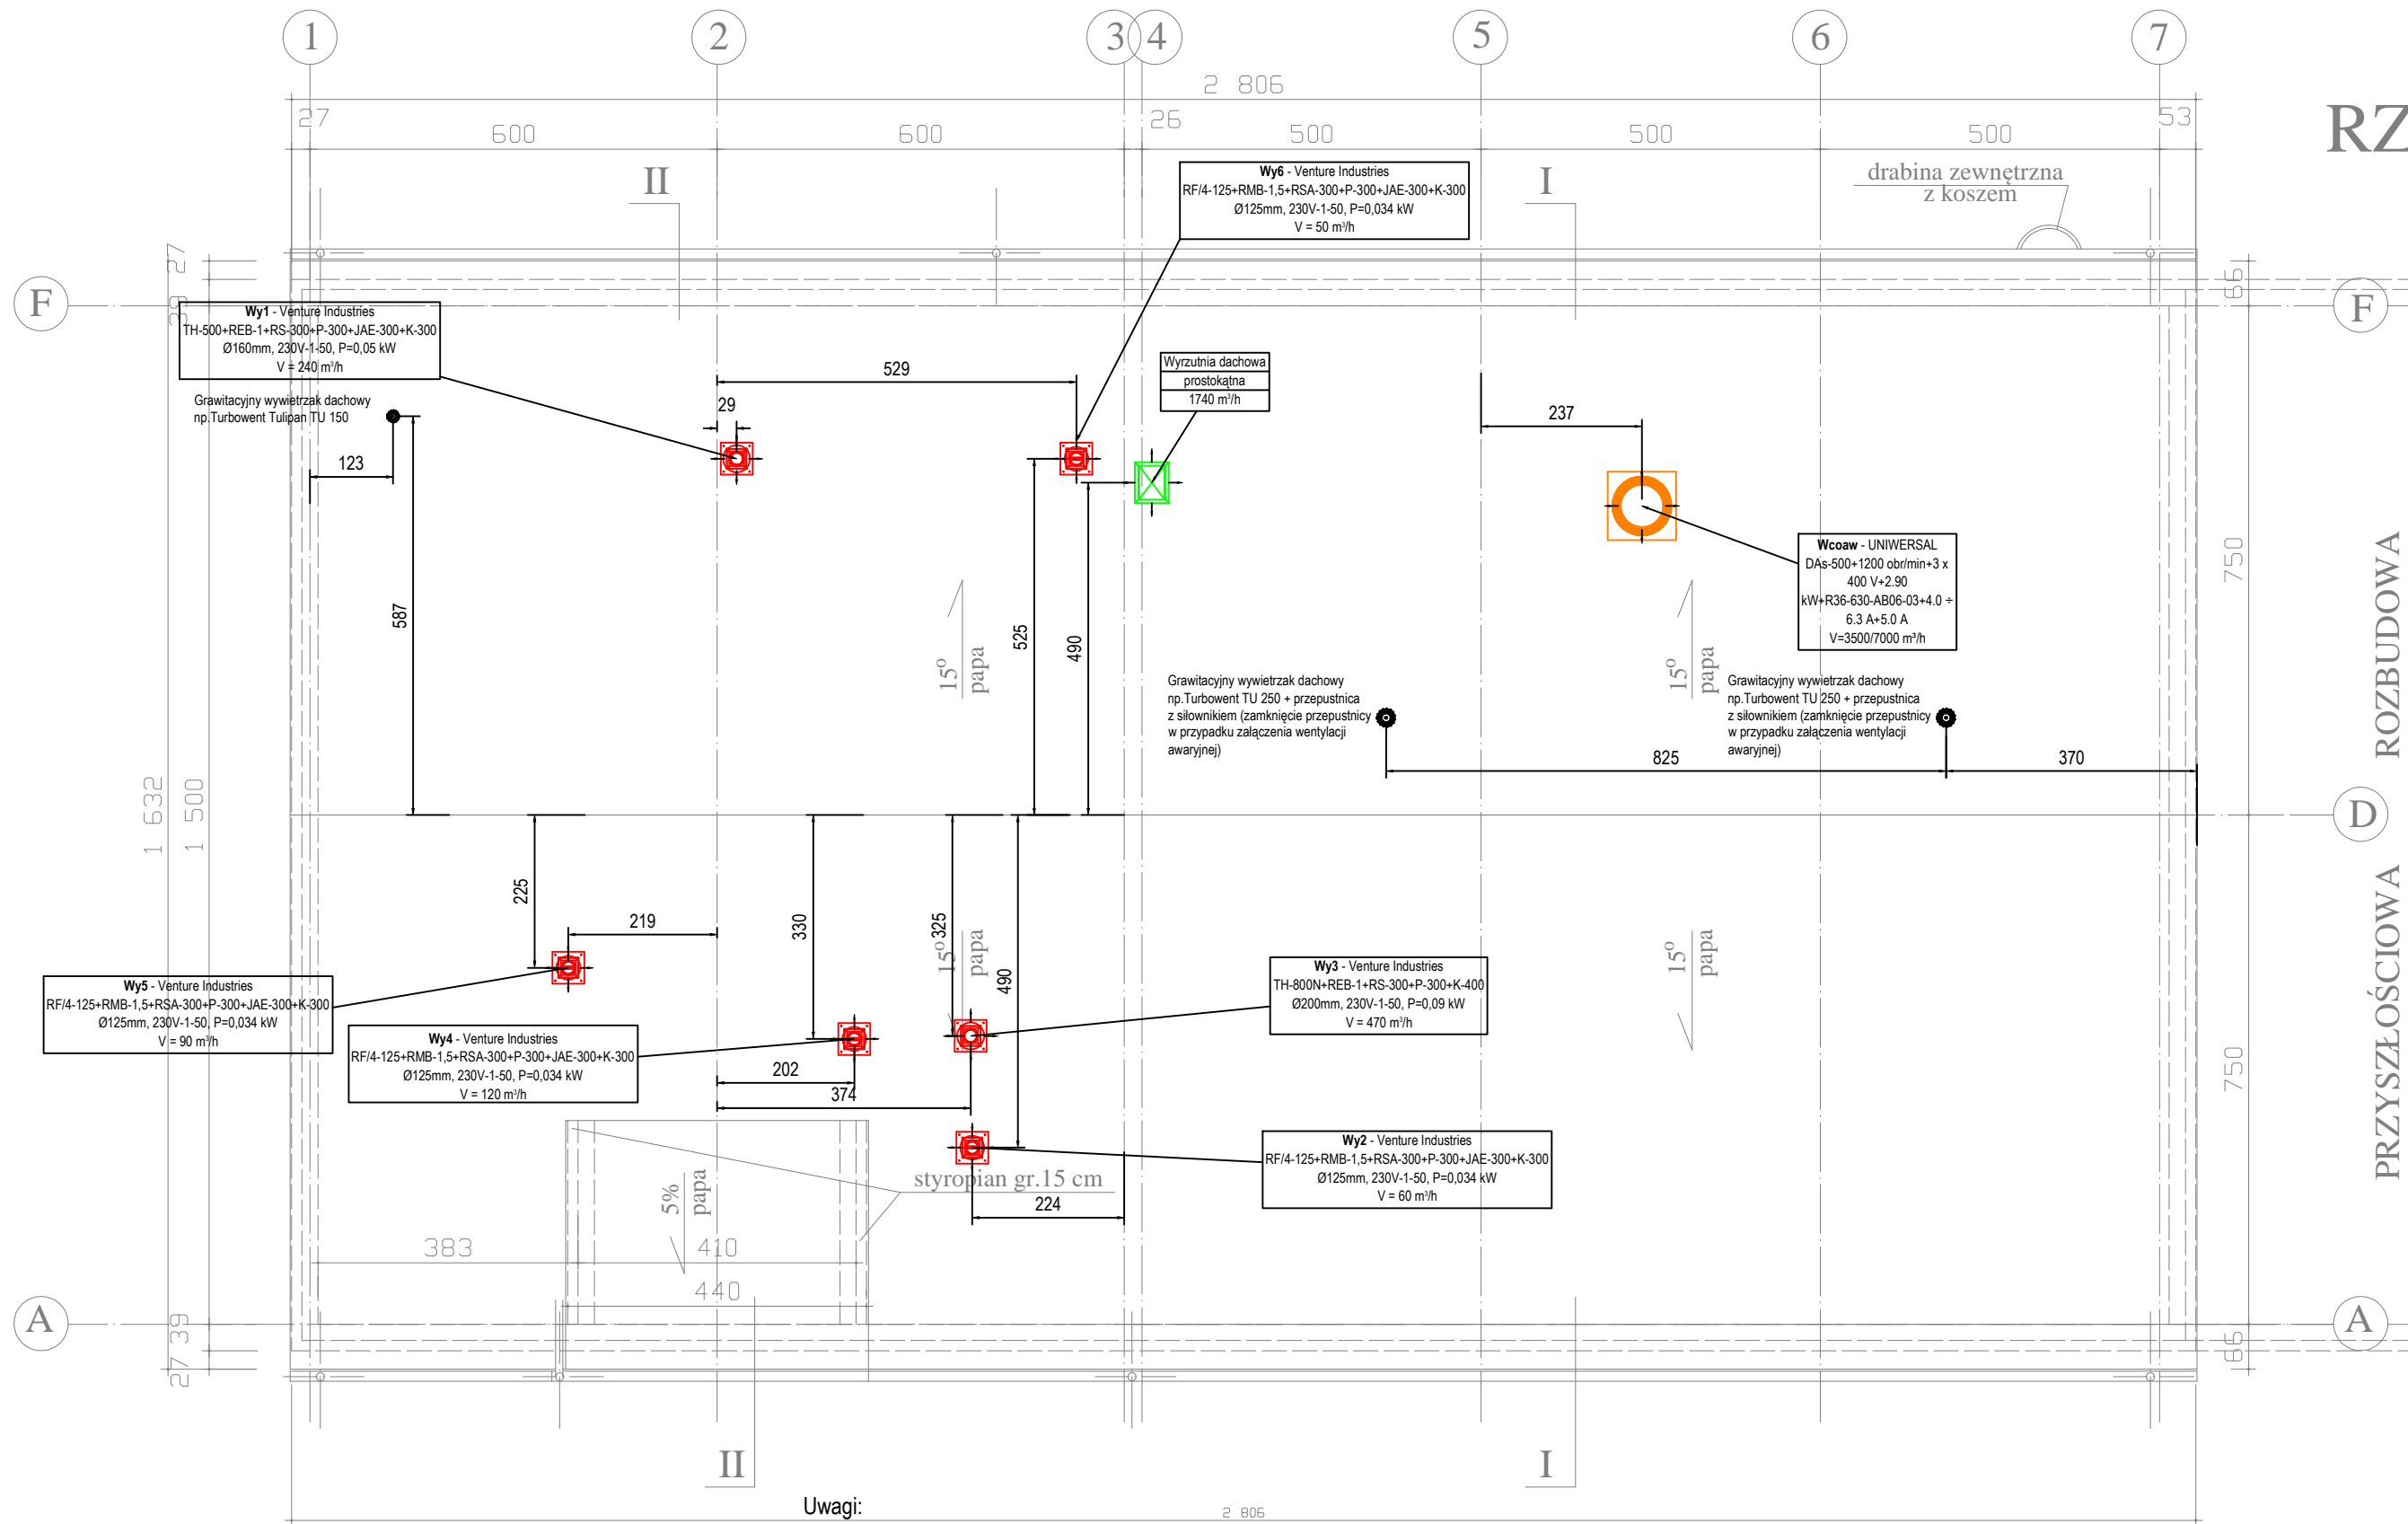 1
2
3
4
5
6
7
2 806
27
600
600
26
500
500
500
53
RZ
II
I
drabina zewnętrzna
z koszem
Wy6 - Venture Industries
RF/4-125+RMB-1,5+RSA-300+P-300+JAE-300+K-300
Ø125mm, 230V-1-50, P=0,034 kW
V = 50 m³/h
27
39
66
F
F
Wy1 - Venture Industries
TH-500+REB-1+RS-300+P-300+JAE-300+K-300
Ø160mm, 230V-1-50, P=0,05 kW
V = 240 m³/h
Grawitacyjny wywietrzak dachowy
np.Turbowent Tulipan TU 150
123
587
529
29
Wyrzutnia dachowa
prostokątna
1740 m³/h
237
525
490
Wcoaw - UNIWERSAL
DAs-500+1200 obr/min+3 x
400 V+2.90
kW+R36-630-AB06-03+4.0 ÷
6.3 A+5.0 A
V=3500/7000 m³/h
750
ROZBUDOWA
15°
papa
15°
papa
Grawitacyjny wywietrzak dachowy
np.Turbowent TU 250 + przepustnica
z siłownikiem (zamknięcie przepustnicy
w przypadku załączenia wentylacji
awaryjnej)
Grawitacyjny wywietrzak dachowy
np.Turbowent TU 250 + przepustnica
z siłownikiem (zamknięcie przepustnicy
w przypadku załączenia wentylacji
awaryjnej)
825
370
1 632
1 500
D
225
219
330
325
490
15°
papa
15°
papa
PRZYSZŁOŚCIOWA
750
Wy5 - Venture Industries
RF/4-125+RMB-1,5+RSA-300+P-300+JAE-300+K-300
Ø125mm, 230V-1-50, P=0,034 kW
V = 90 m³/h
Wy4 - Venture Industries
RF/4-125+RMB-1,5+RSA-300+P-300+JAE-300+K-300
Ø125mm, 230V-1-50, P=0,034 kW
V = 120 m³/h
Wy3 - Venture Industries
TH-800N+REB-1+RS-300+P-300+K-400
Ø200mm, 230V-1-50, P=0,09 kW
V = 470 m³/h
202
374
Wy2 - Venture Industries
RF/4-125+RMB-1,5+RSA-300+P-300+JAE-300+K-300
Ø125mm, 230V-1-50, P=0,034 kW
V = 60 m³/h
styropian gr.15 cm
5%
papa
224
383
410
440
A
A
39
27
66
II
I
Uwagi:
2 806